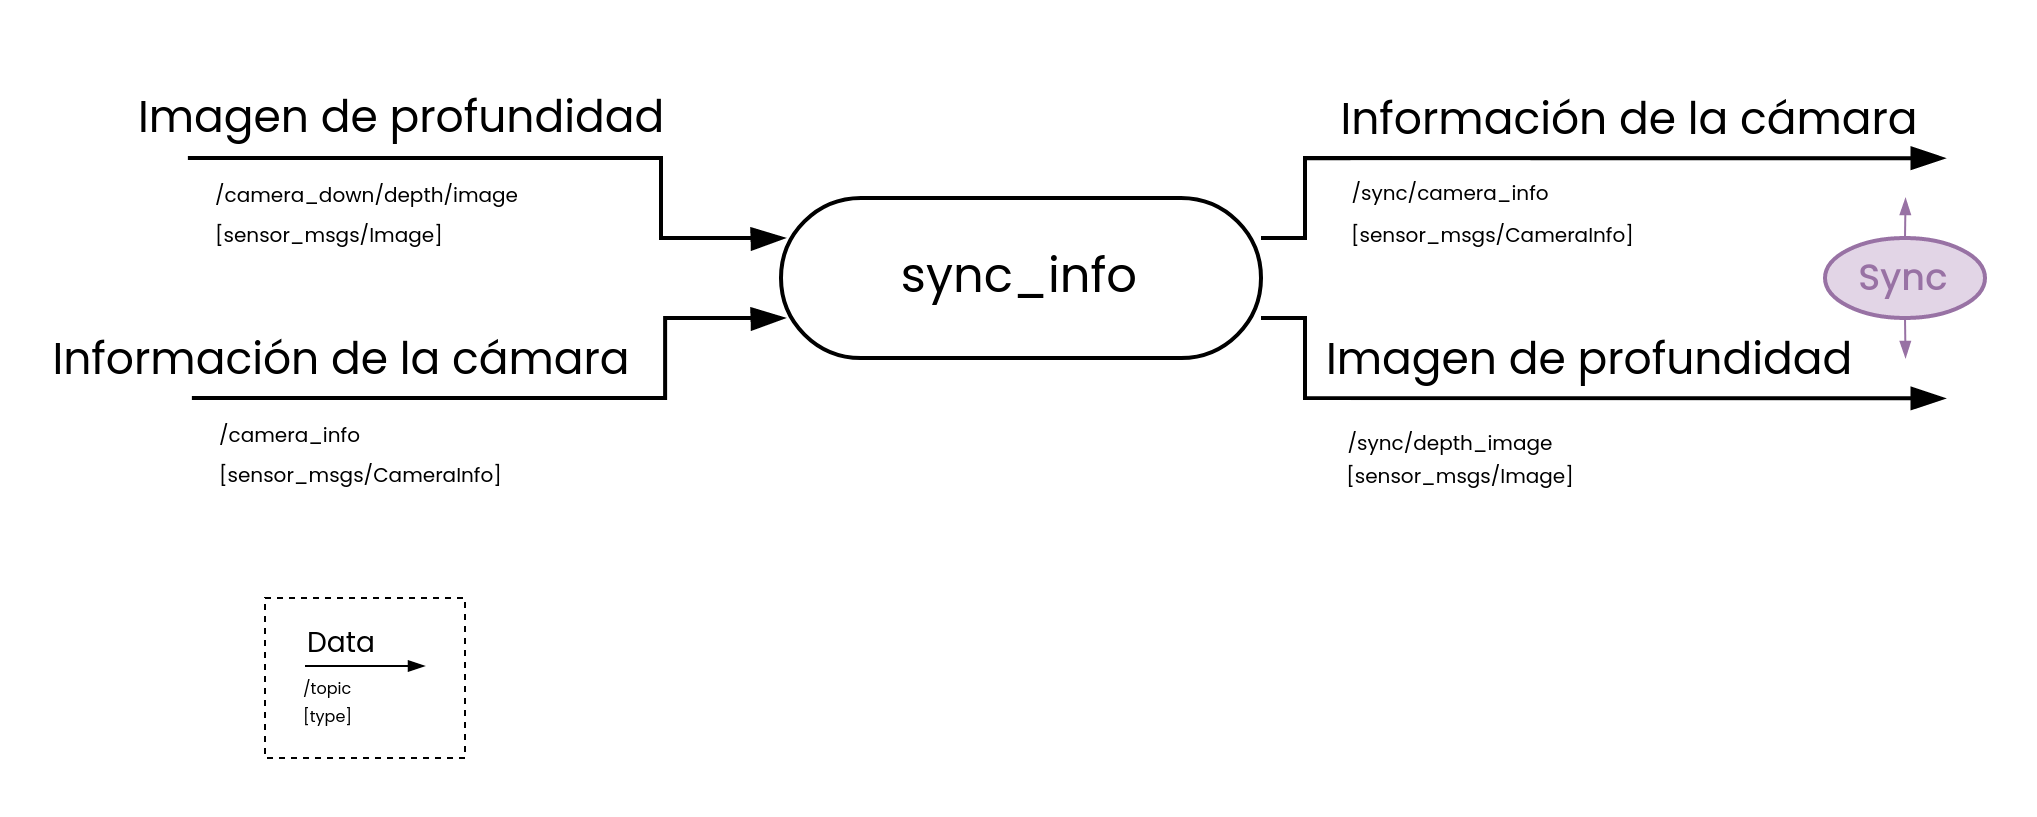 Imagen de profundidad
/camera_down/depth/image
[sensor_msgs/Image]
Información de la cámara
/camera_info
[sensor_msgs/CameraInfo]
sync_info
Información de la cámara
/sync/camera_info
[sensor_msgs/CameraInfo]
Sync
Imagen de profundidad
/sync/depth_image
[sensor_msgs/Image]
Data
/topic
[type]